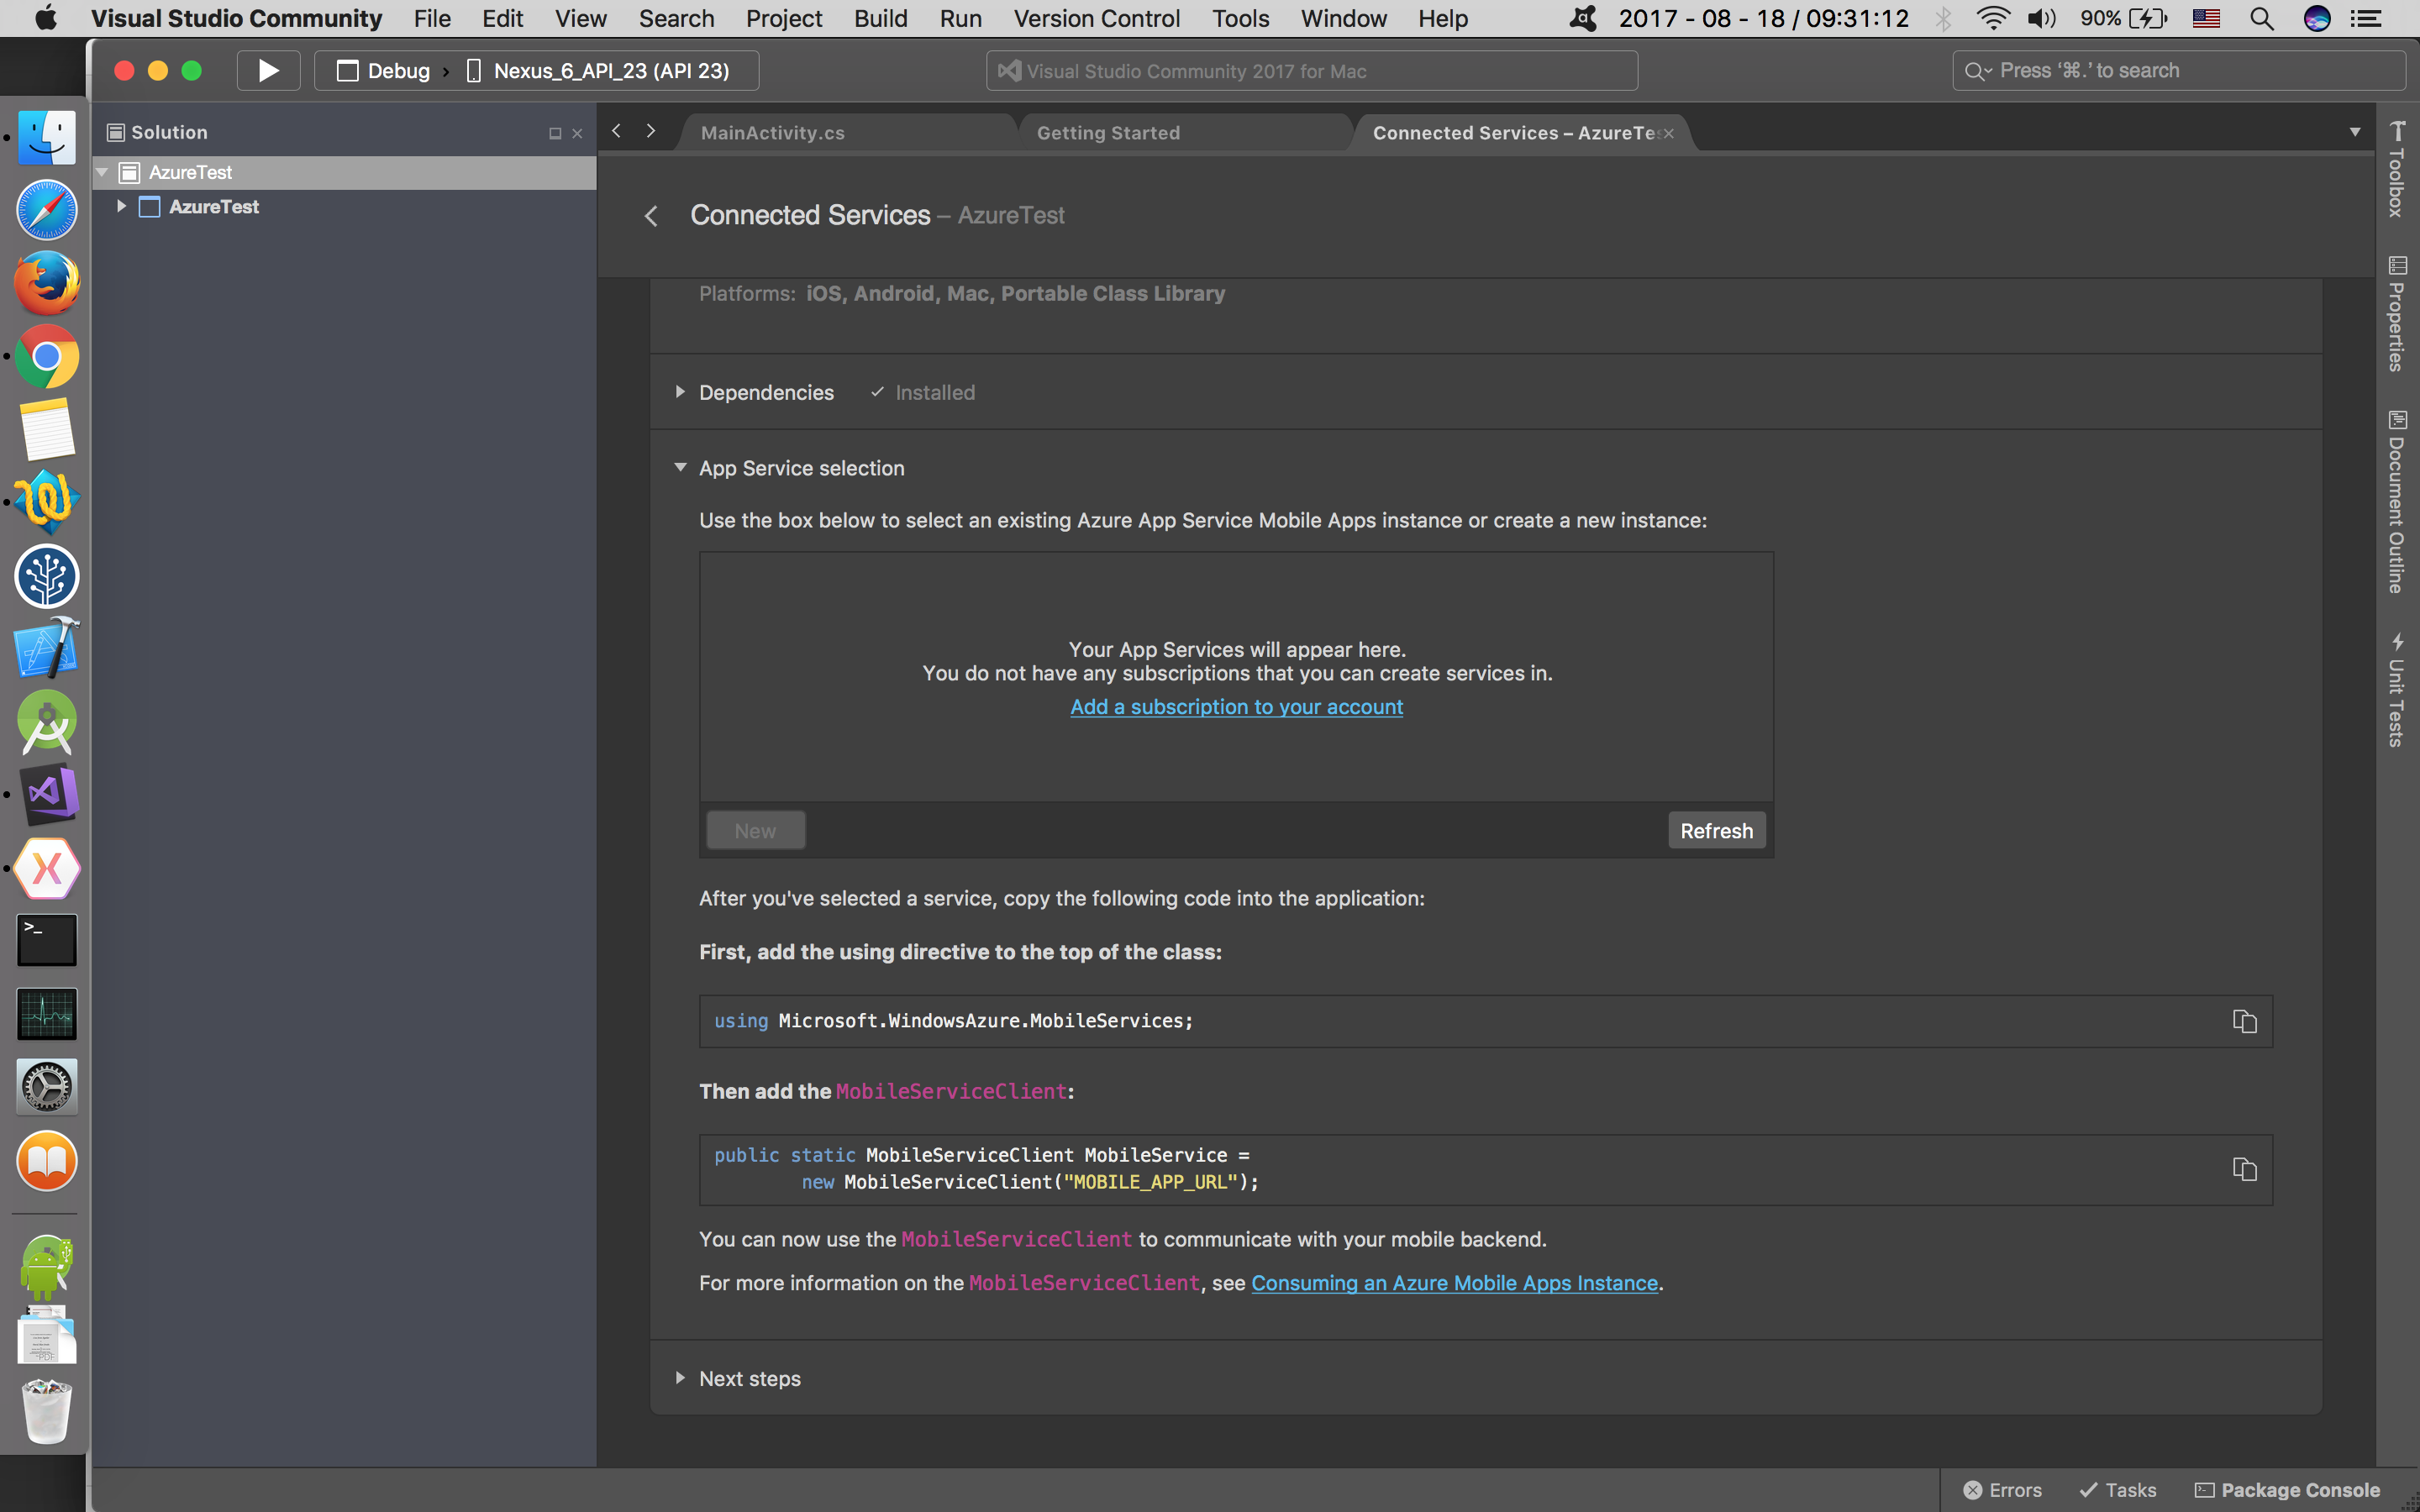 Visual Studio Community File Edit View Search Project Build Run Version Control Tools Window Help 2017 - 08 - 18 / 09:31:12 90%
Debug › Nexus_6_API_23 (API 23)
Visual Studio Community 2017 for Mac
Press ‘⌘.’ to search
Solution
AzureTest
AzureTest
MainActivity.cs
Getting Started
Connected Services – AzureTe
Connected Services – AzureTest
Platforms: iOS, Android, Mac, Portable Class Library
Dependencies ✓ Installed
App Service selection
Use the box below to select an existing Azure App Service Mobile Apps instance or create a new instance:
Your App Services will appear here.
You do not have any subscriptions that you can create services in.
Add a subscription to your account
New
Refresh
After you've selected a service, copy the following code into the application:
First, add the using directive to the top of the class:
using Microsoft.WindowsAzure.MobileServices;
Then add the MobileServiceClient:
public static MobileServiceClient MobileService =
new MobileServiceClient("MOBILE_APP_URL");
You can now use the MobileServiceClient to communicate with your mobile backend.
For more information on the MobileServiceClient, see Consuming an Azure Mobile Apps Instance.
Next steps
Toolbox
Properties
Document Outline
Unit Tests
Errors
Tasks
Package Console